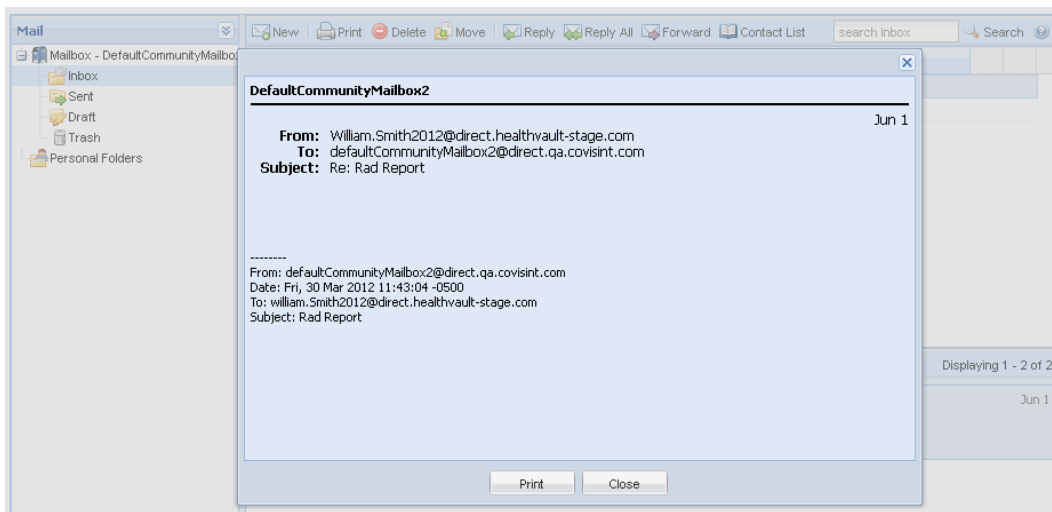 Mail
New Print Delete Move Reply Reply All Forward Contact List search Inbox Search
Mailbox - DefaultCommunityMailbo
Inbox
Sent
Draft
Trash
Personal Folders
DefaultCommunityMailbox2
Jun 1
From: William.Smith2012@direct.healthvault-stage.com
To: defaultCommunityMailbox2@direct.qa.covisint.com
Subject: Re: Rad Report
--------
From: defaultCommunityMailbox2@direct.qa.covisint.com
Date: Fri, 30 Mar 2012 11:43:04 -0500
To: william.Smith2012@direct.healthvault-stage.com
Subject: Rad Report
Displaying 1 - 2 of 2
Jun 1
Print Close